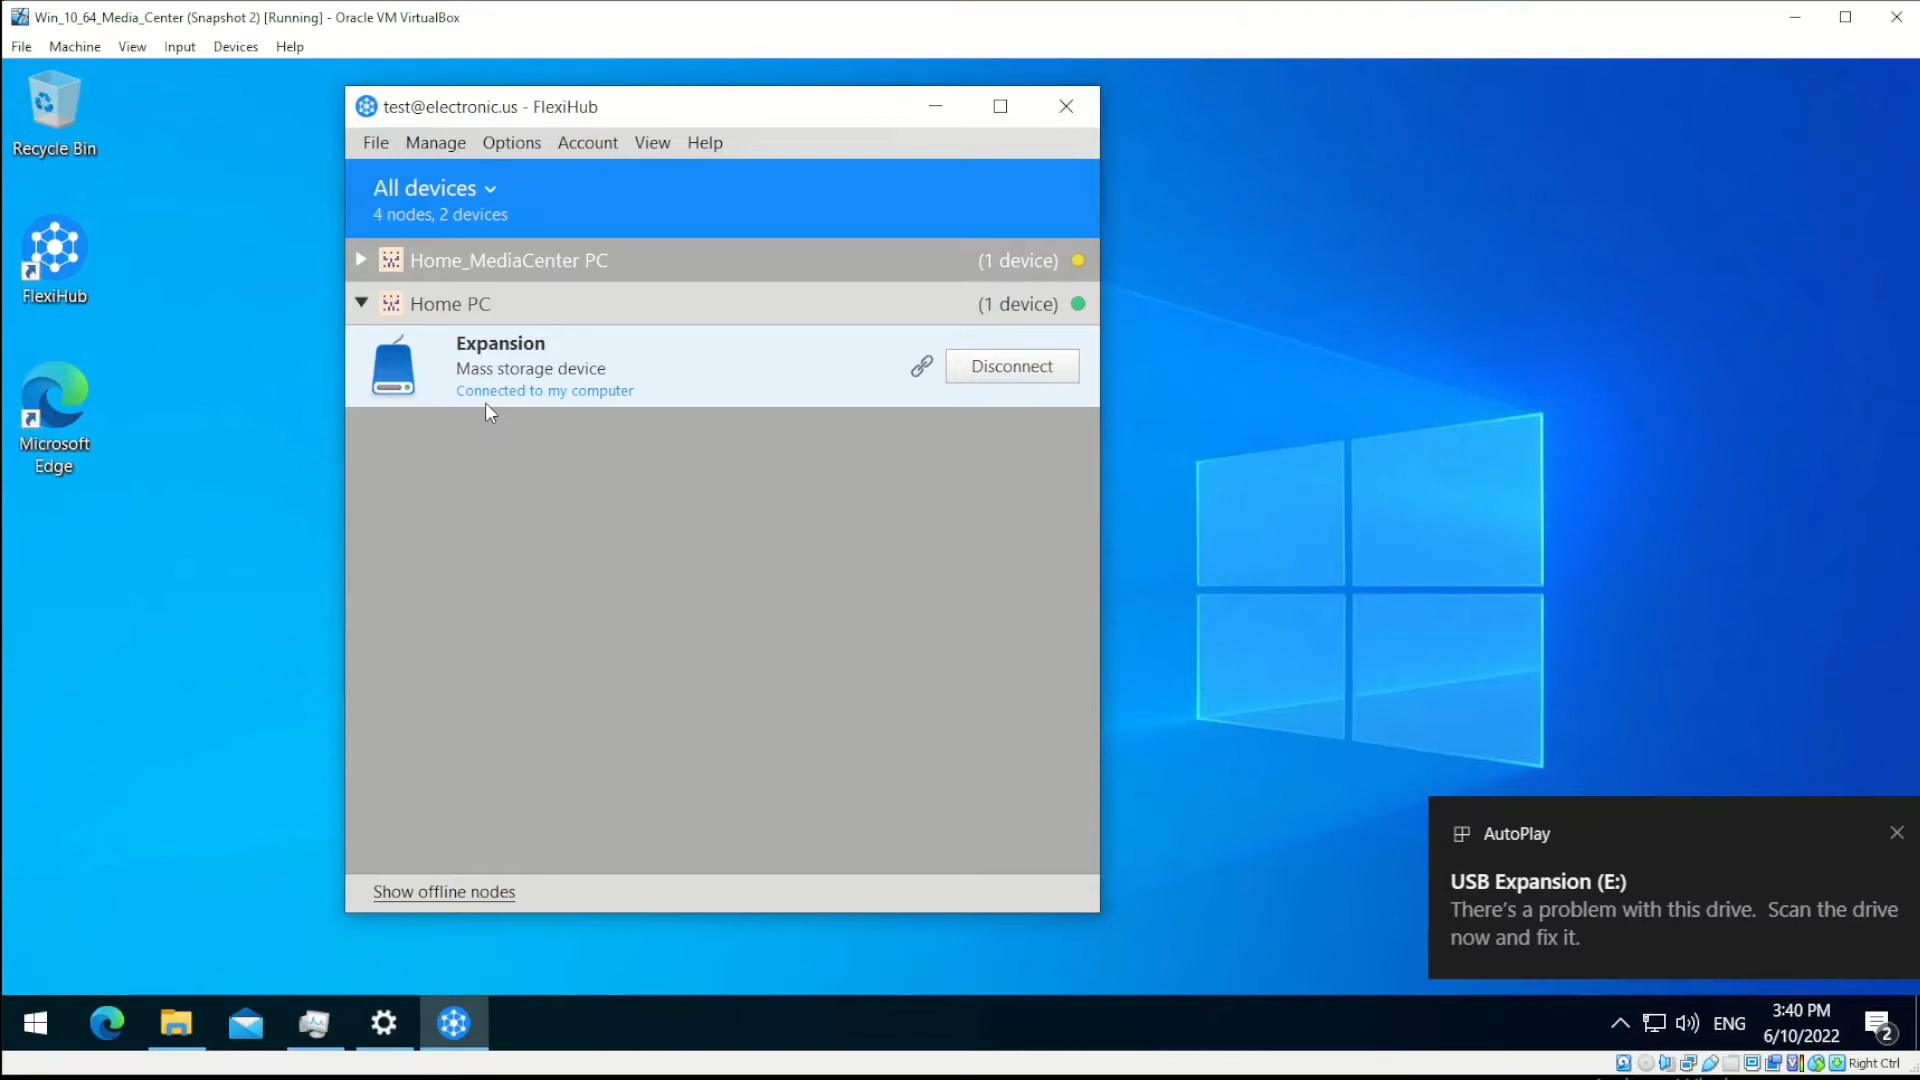 Win_10_64_Media_Center (Snapshot 2) [Running] - Oracle VM VirtualBox
File Machine View Input Devices Help
Recycle Bin
FlexiHub
Microsoft
Edge
test@electronic.us - FlexiHub
File Manage Options Account View Help
All devices
4 nodes, 2 devices
Home_MediaCenter PC (1 device)
Home PC (1 device)
Expansion
Mass storage device
Connected to my computer
Disconnect
Show offline nodes
AutoPlay
USB Expansion (E:)
There's a problem with this drive. Scan the drive
now and fix it.
ENG
3:40 PM
6/10/2022
2
Right Ctrl